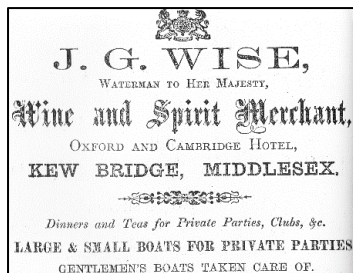 J. G. WISE,
WATERMAN TO HER MAJESTY,
Wine and Spirit Merchant,
OXFORD AND CAMBRIDGE HOTEL,
KEW BRIDGE, MIDDLESEX.
Dinners and Teas for Private Parties, Clubs, &c.
LARGE & SMALL BOATS FOR PRIVATE PARTIES
GENTLEMEN'S BOATS TAKEN CARE OF.